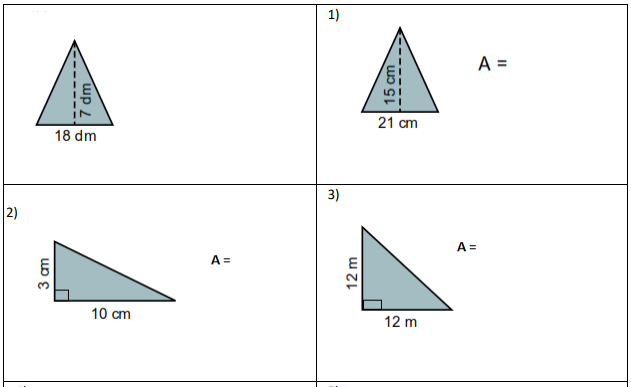 7 dm
18 dm
1)
15 cm
A =
21 cm
2)
3 cm
A =
10 cm
3)
12 m
A =
12 m